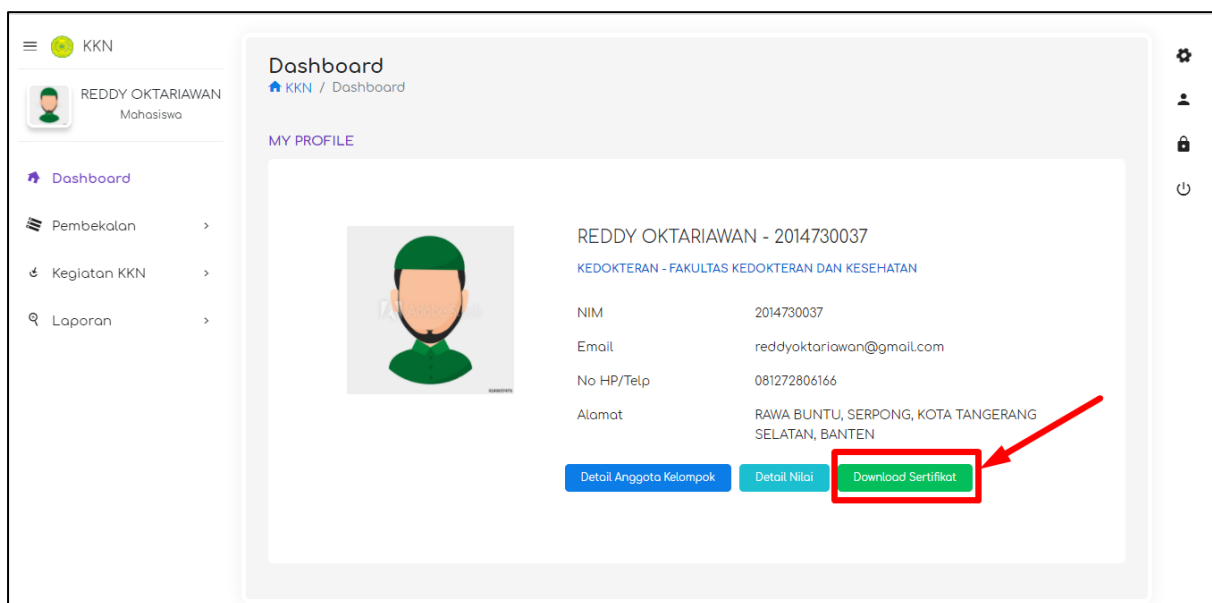 KKN
REDDY OKTARIAWAN
Mahasiswa
Dashboard
Pembekalan
Kegiatan KKN
Laporan
Dashboard
KKN / Dashboard
MY PROFILE
REDDY OKTARIAWAN - 2014730037
KEDOKTERAN - FAKULTAS KEDOKTERAN DAN KESEHATAN
NIM 2014730037
Email reddyoktariawan@gmail.com
No HP/Telp 081272806166
Alamat RAWA BUNTU, SERPONG, KOTA TANGERANG
SELATAN, BANTEN
Detail Anggota Kelompok Detail Nilai Download Sertifikat